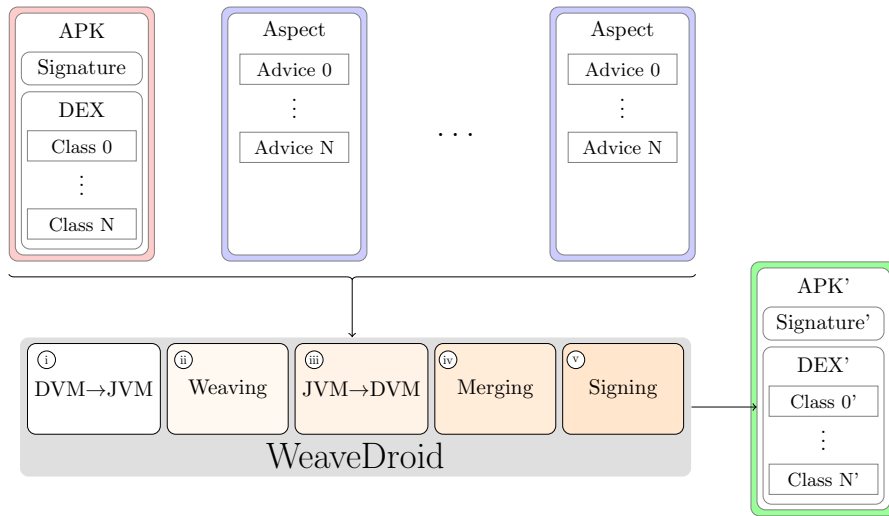 APK
Signature
DEX
Class 0
⋮
Class N
Aspect
Advice 0
⋮
Advice N
. . .
Aspect
Advice 0
⋮
Advice N
i
DVM→JVM
ii
Weaving
iii
JVM→DVM
iv
Merging
v
Signing
WeaveDroid
APK'
Signature'
DEX'
Class 0'
⋮
Class N'